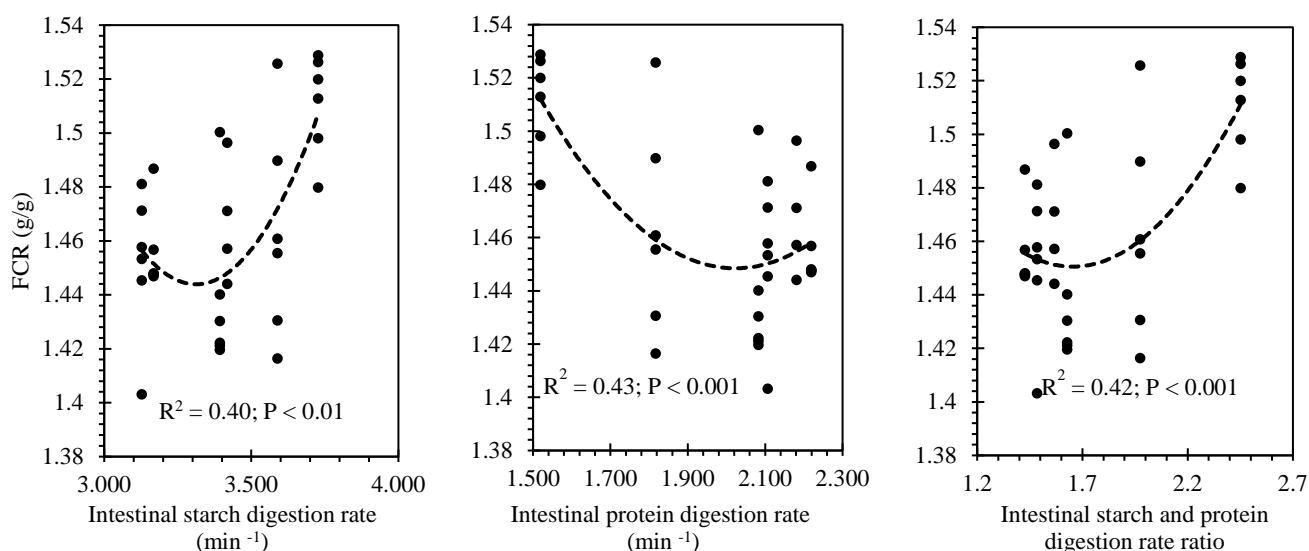 FCR (g/g)
1.54
1.52
1.5
1.48
1.46
1.44
1.42
1.4
1.38
R² = 0.40; P < 0.01
3.000 3.500 4.000
Intestinal starch digestion rate
(min ⁻¹)
1.54
1.52
1.5
1.48
1.46
1.44
1.42
1.4
1.38
R² = 0.43; P < 0.001
1.500 1.700 1.900 2.100 2.300
Intestinal protein digestion rate
(min ⁻¹)
1.54
1.52
1.5
1.48
1.46
1.44
1.42
1.4
1.38
R² = 0.42; P < 0.001
1.2 1.7 2.2 2.7
Intestinal starch and protein
digestion rate ratio